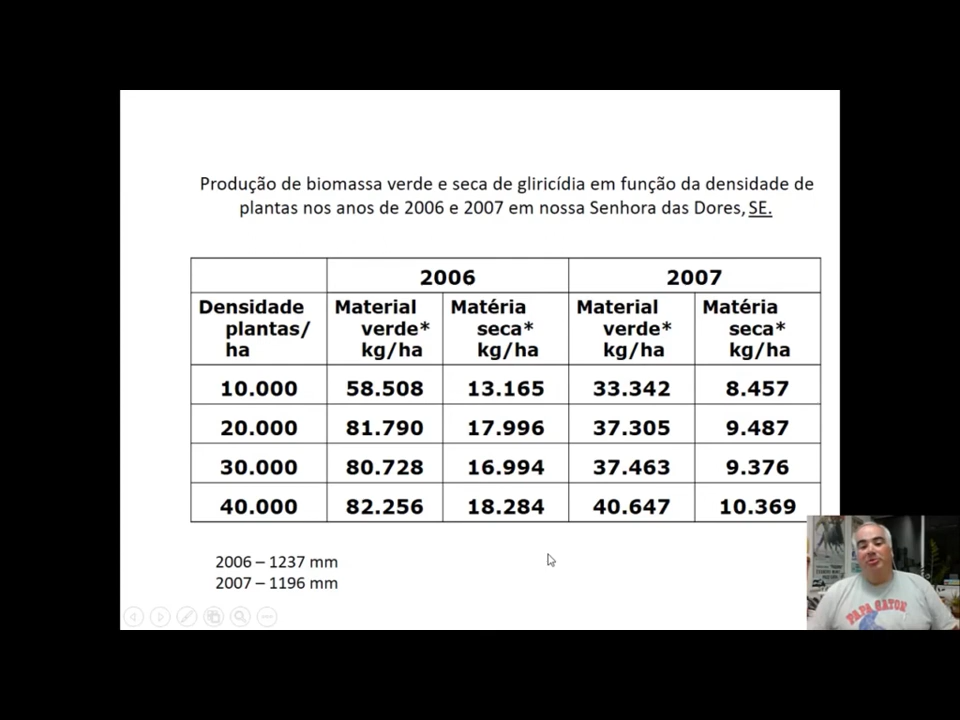 Produção de biomassa verde e seca de gliricídia em função da densidade de
plantas nos anos de 2006 e 2007 em nossa Senhora das Dores, SE.
2006 2007
Densidade plantas/ha Material verde* kg/ha Matéria seca* kg/ha Material verde* kg/ha Matéria seca* kg/ha
10.000 58.508 13.165 33.342 8.457
20.000 81.790 17.996 37.305 9.487
30.000 80.728 16.994 37.463 9.376
40.000 82.256 18.284 40.647 10.369
2006 – 1237 mm
2007 – 1196 mm
PAPA GATOR